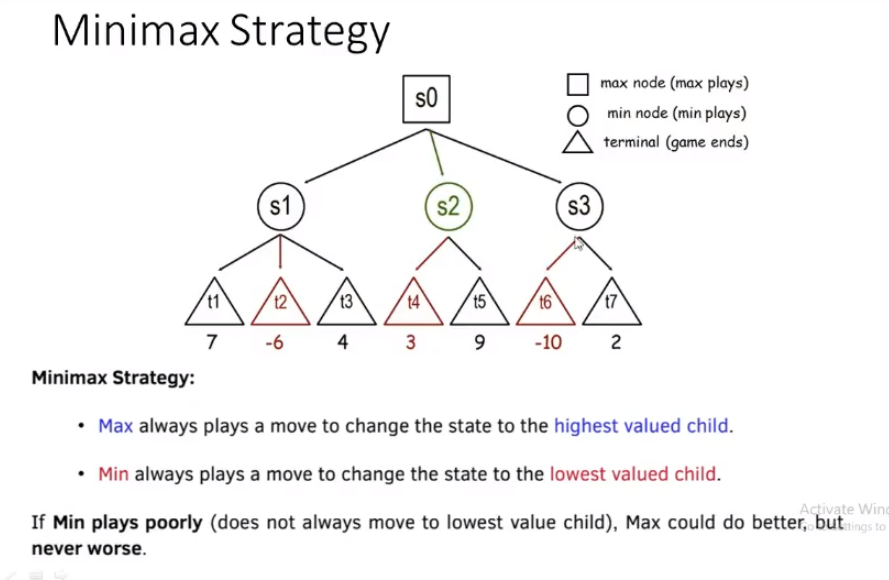 Minimax Strategy
s0
max node (max plays)
min node (min plays)
terminal (game ends)
s1
s2
s3
t1
t2
t3
t4
t5
t6
t7
7
-6
4
3
9
-10
2
Minimax Strategy:
• Max always plays a move to change the state to the highest valued child.
• Min always plays a move to change the state to the lowest valued child.
Activate Wind
If Min plays poorly (does not always move to lowest value child), Max could do better, but
ttings to
never worse.